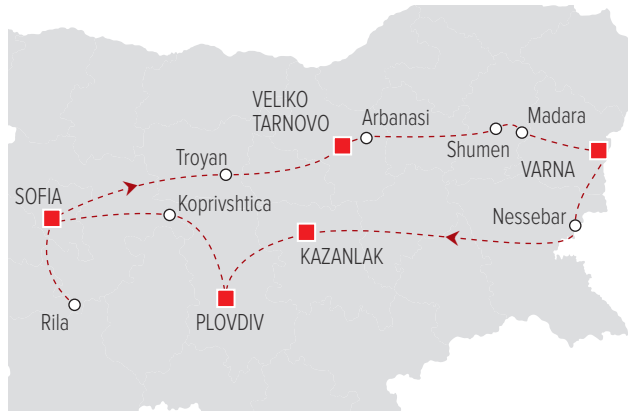 VELIKO
TARNOVO
Arbanasi
Madara
Shumen
Troyan
VARNA
SOFIA
Koprivshtica
Nessebar
KAZANLAK
Rila
PLOVDIV